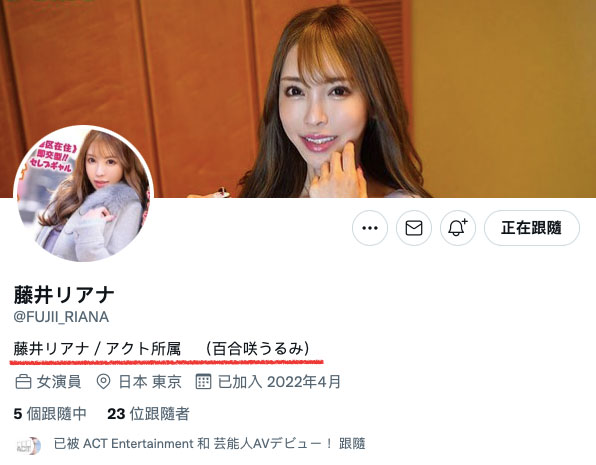 区在住》
即交型!!
セレブギャル
正在跟隨
藤井リアナ
@FUJII_RIANA
藤井リアナ / アクト所属 （百合咲うるみ）
女演員 日本 東京 已加入 2022年4月
5 個跟隨中 23 位跟隨者
已被 ACT Entertainment 和 芸能人AVデビュー！ 跟隨